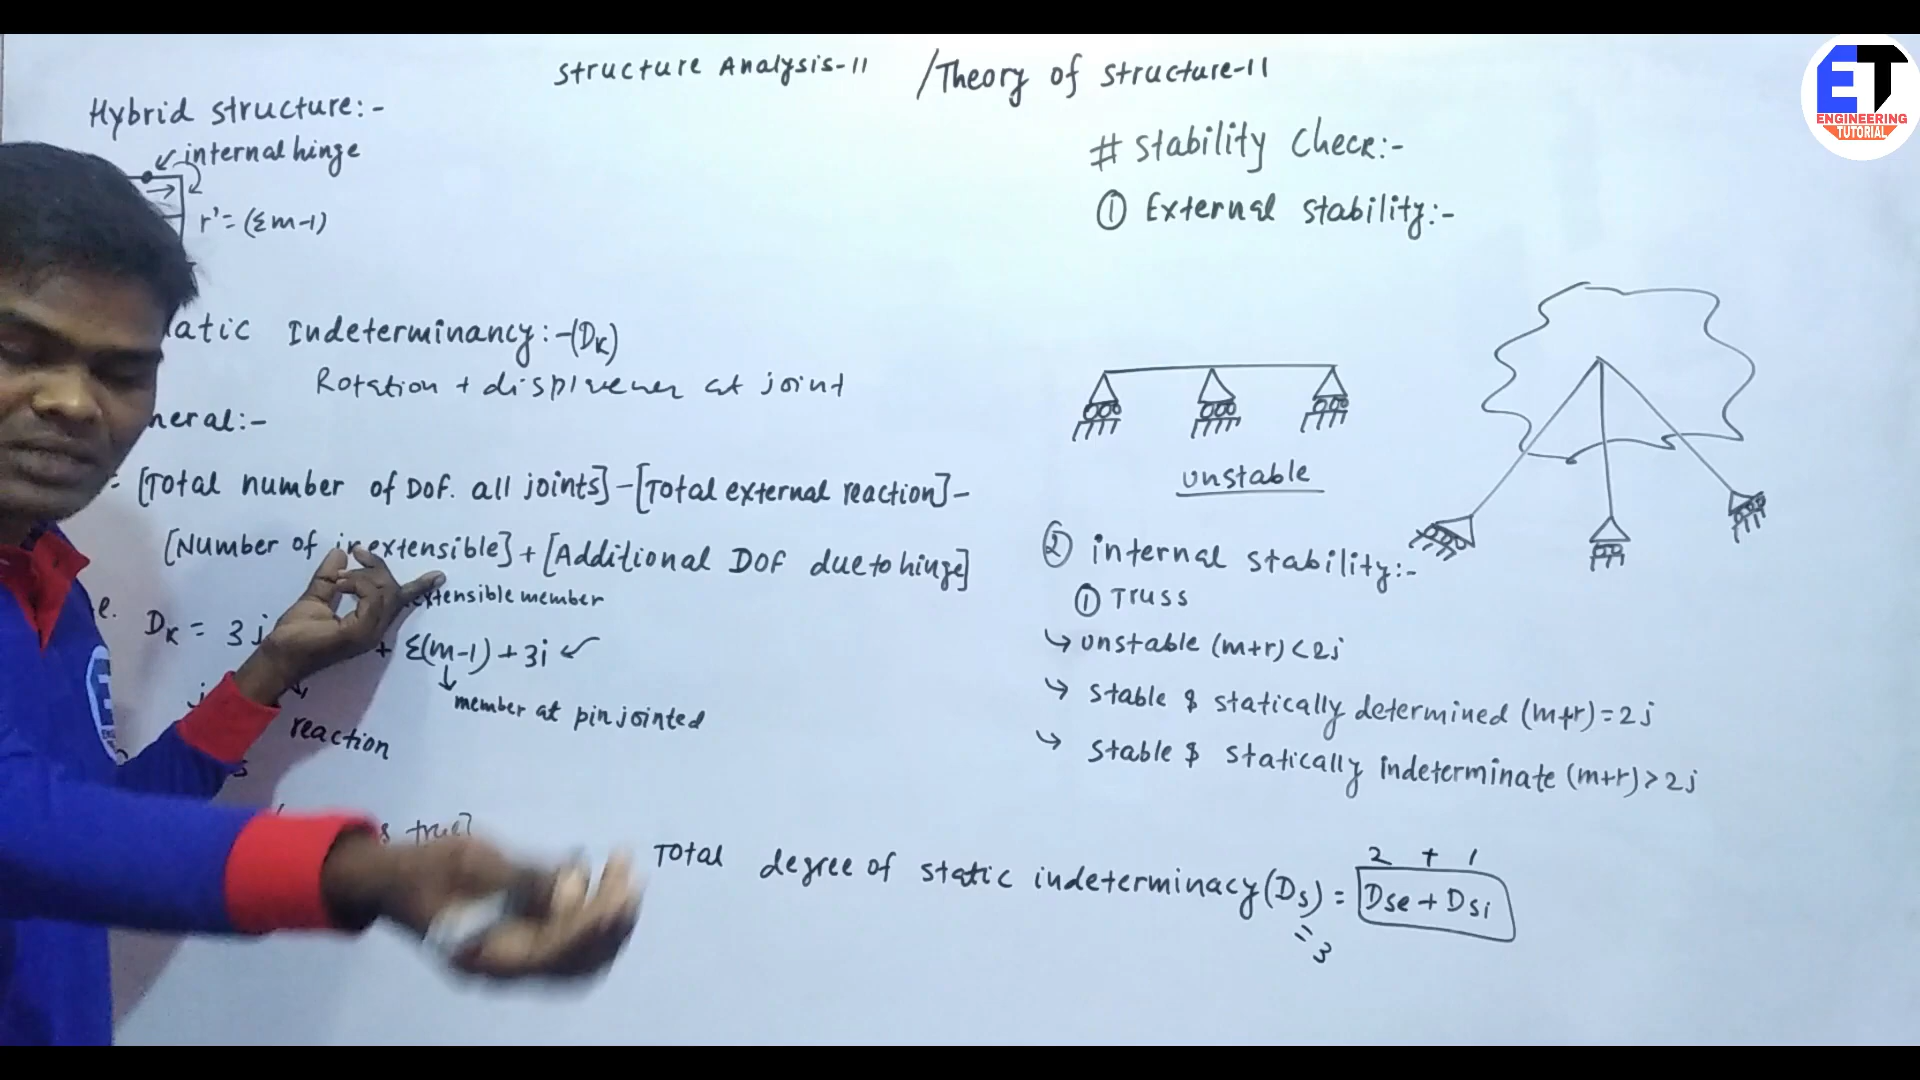 Structure Analysis-II /Theory of structure-II
Hybrid structure:-
internal hinge
r'= (Σm-1)
atic Indeterminancy:-(DK)
Rotation + at joint
neral:-
= [Total number of DOF. all joints] - [Total external reaction] -
[Number of inextensible] + [Additional DOF due to hinge]
extensible member
e.
DK = 3j + Σ(m-1) + 3i ✓
j
member at pin jointed
reaction
s
s
# Stability Check:-
① External stability:-
unstable
② internal stability:-
① Truss
↳ unstable (m+r) < 2j
↳ stable & statically determined (m+r) = 2j
↳ stable & statically indeterminate (m+r) > 2j
2 + 1
Total degree of static indeterminacy (Ds) = Dse + Dsi
= 3
ET
ENGINEERING
TUTORIAL